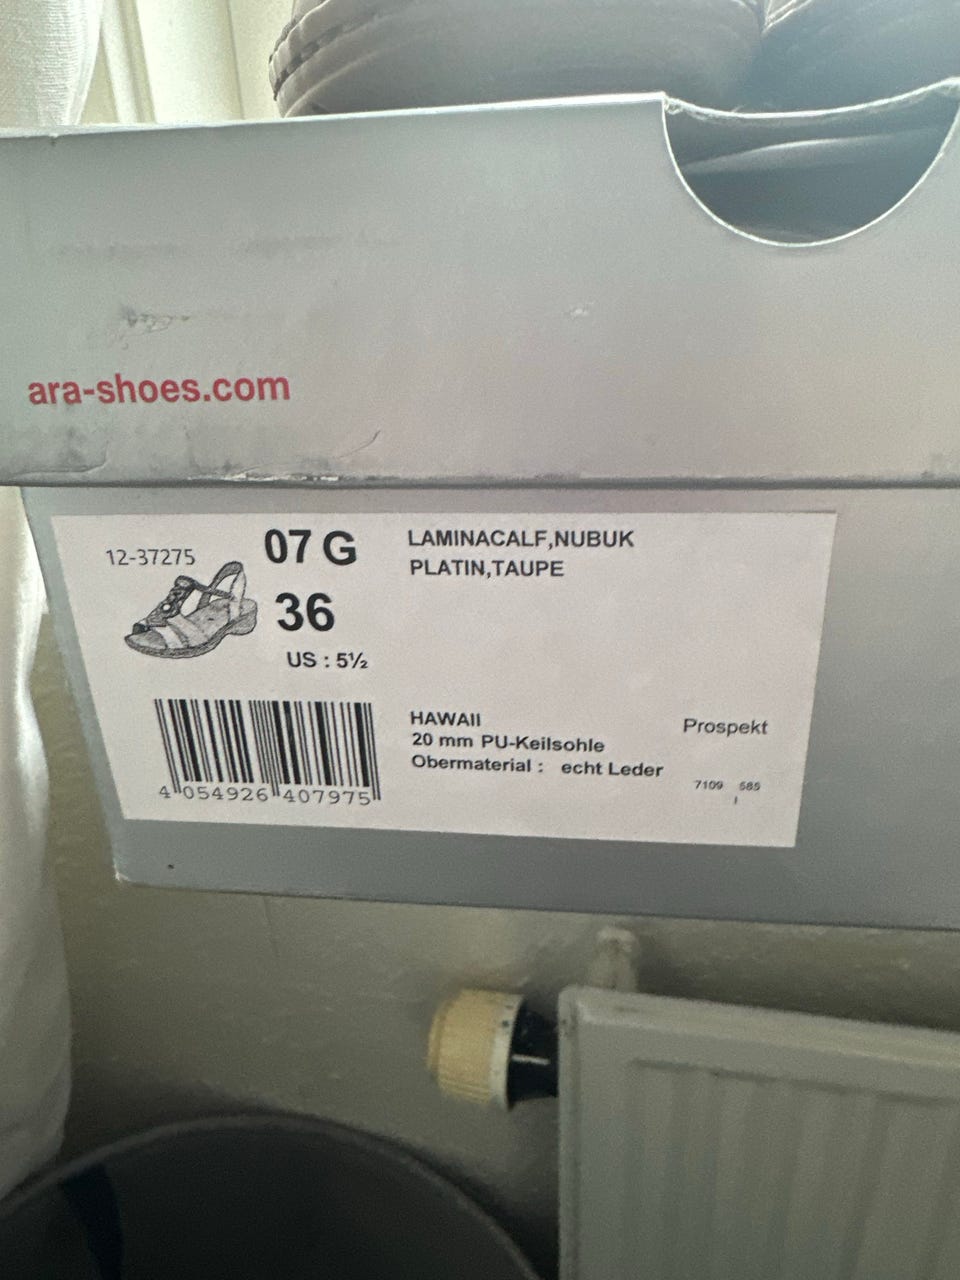 ara-shoes.com
12-37275
07 G
36
US : 5½
LAMINACALF,NUBUK
PLATIN,TAUPE
HAWAII
20 mm PU-Keilsohle
Obermaterial : echt Leder
Prospekt
7109 585
I
4 054926 407975